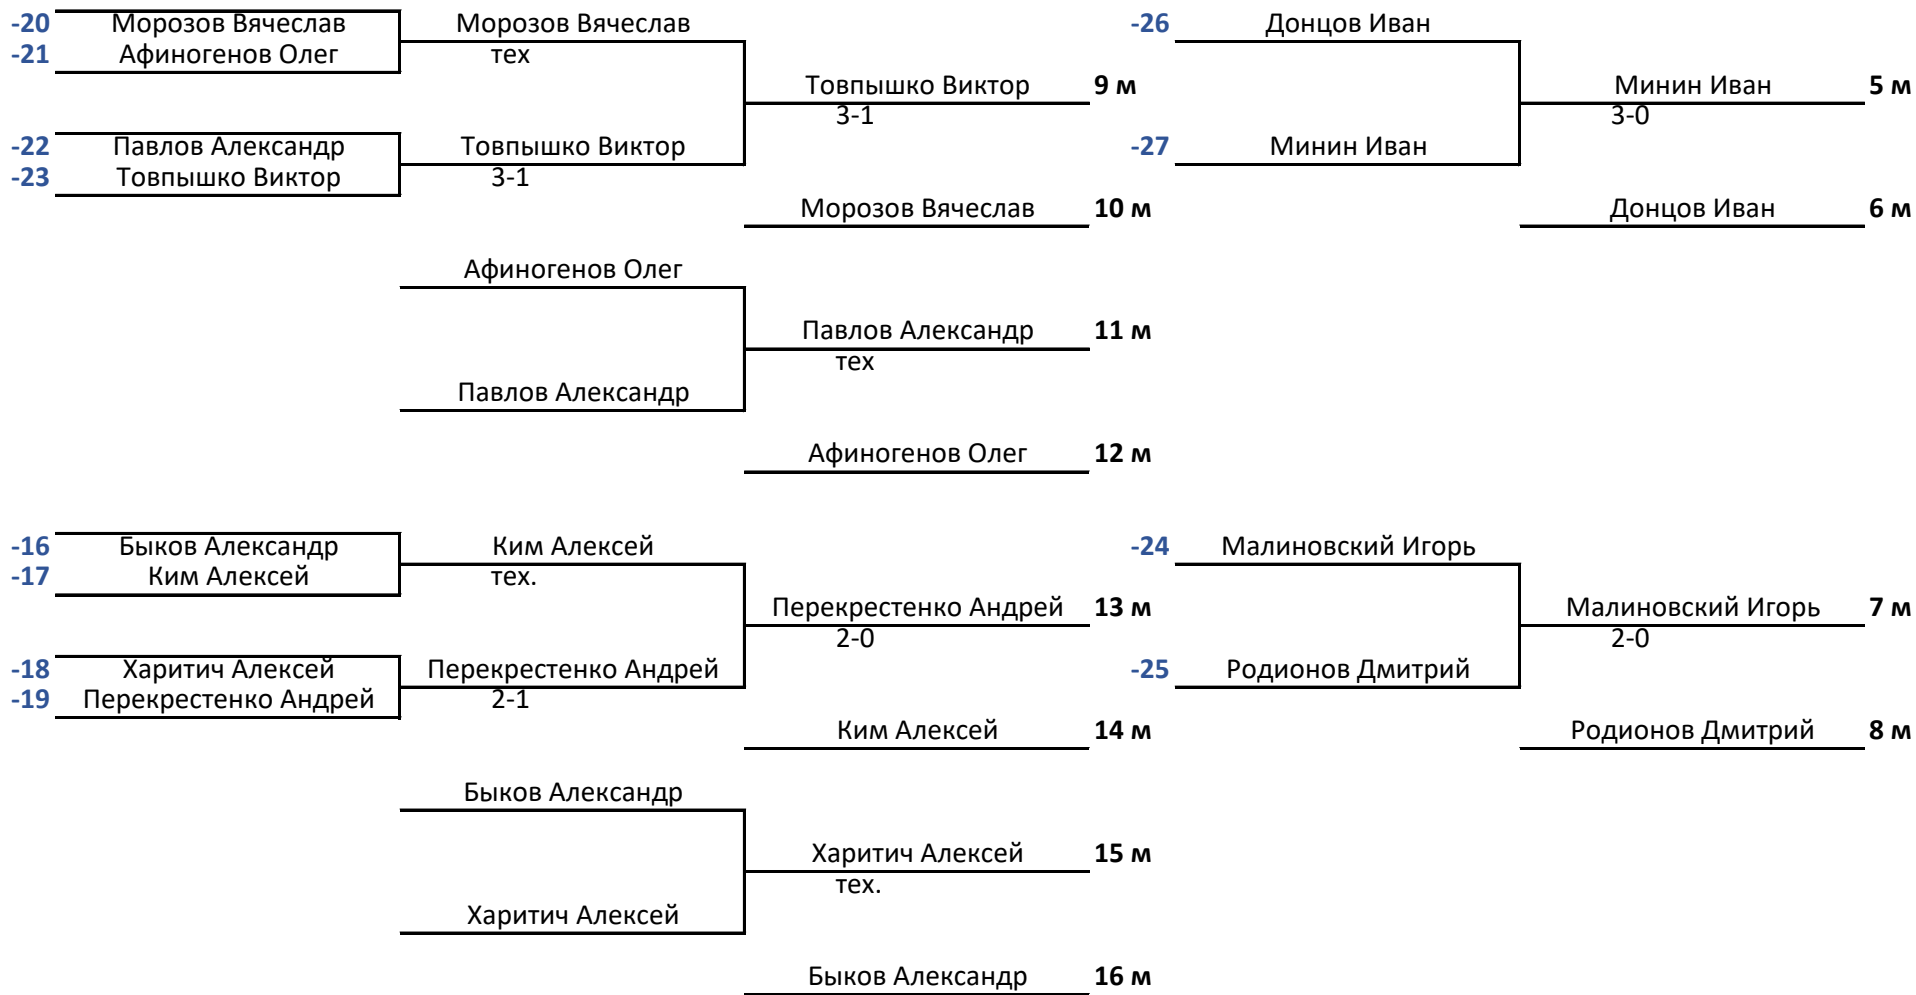 -20 Морозов Вячеслав Морозов Вячеслав -26 Донцов Иван
-21 Афиногенов Олег тех
Товпышко Виктор 9 м Минин Иван 5 м
3-1 3-0
-22 Павлов Александр Товпышко Виктор -27 Минин Иван
-23 Товпышко Виктор 3-1
Морозов Вячеслав 10 м Донцов Иван 6 м
Афиногенов Олег
Павлов Александр 11 м
тех
Павлов Александр
Афиногенов Олег 12 м
-16 Быков Александр Ким Алексей -24 Малиновский Игорь
-17 Ким Алексей тех.
Перекрестенко Андрей 13 м Малиновский Игорь 7 м
2-0 2-0
-18 Харитич Алексей Перекрестенко Андрей -25 Родионов Дмитрий
-19 Перекрестенко Андрей 2-1
Ким Алексей 14 м Родионов Дмитрий 8 м
Быков Александр
Харитич Алексей 15 м
тех.
Харитич Алексей
Быков Александр 16 м